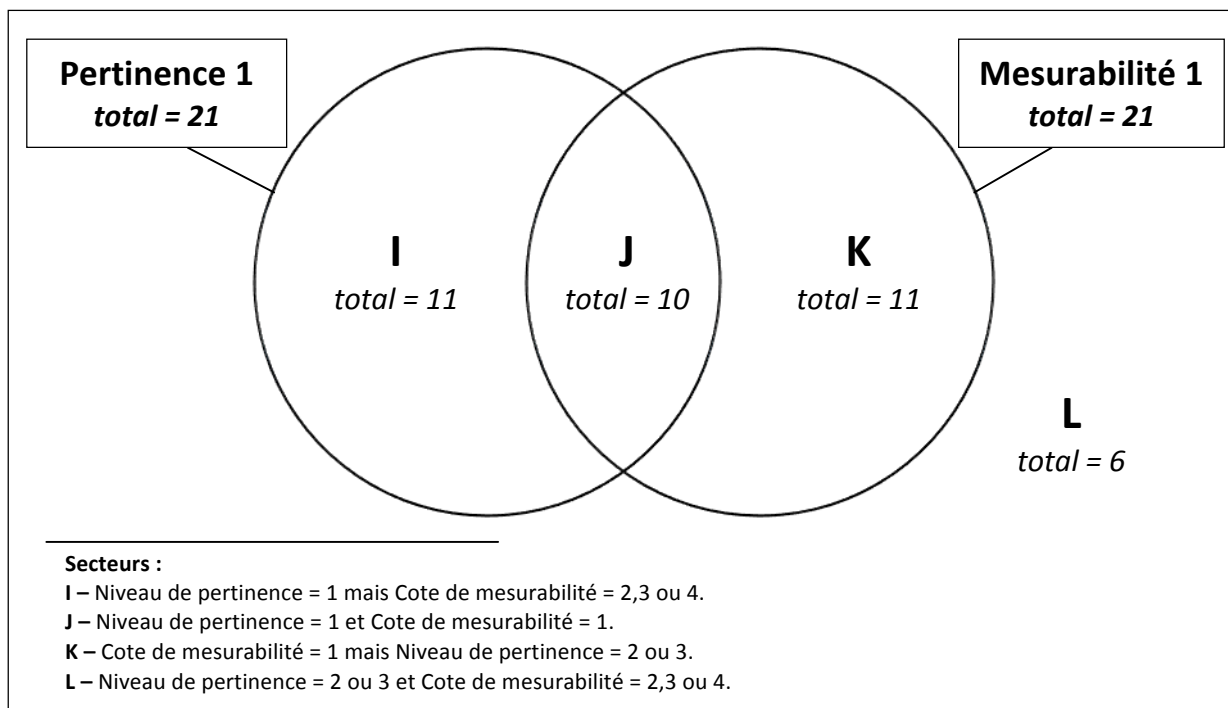 Pertinence 1
total = 21
Mesurabilité 1
total = 21
I
total = 11
J
total = 10
K
total = 11
L
total = 6
Secteurs :
I – Niveau de pertinence = 1 mais Cote de mesurabilité = 2,3 ou 4.
J – Niveau de pertinence = 1 et Cote de mesurabilité = 1.
K – Cote de mesurabilité = 1 mais Niveau de pertinence = 2 ou 3.
L – Niveau de pertinence = 2 ou 3 et Cote de mesurabilité = 2,3 ou 4.